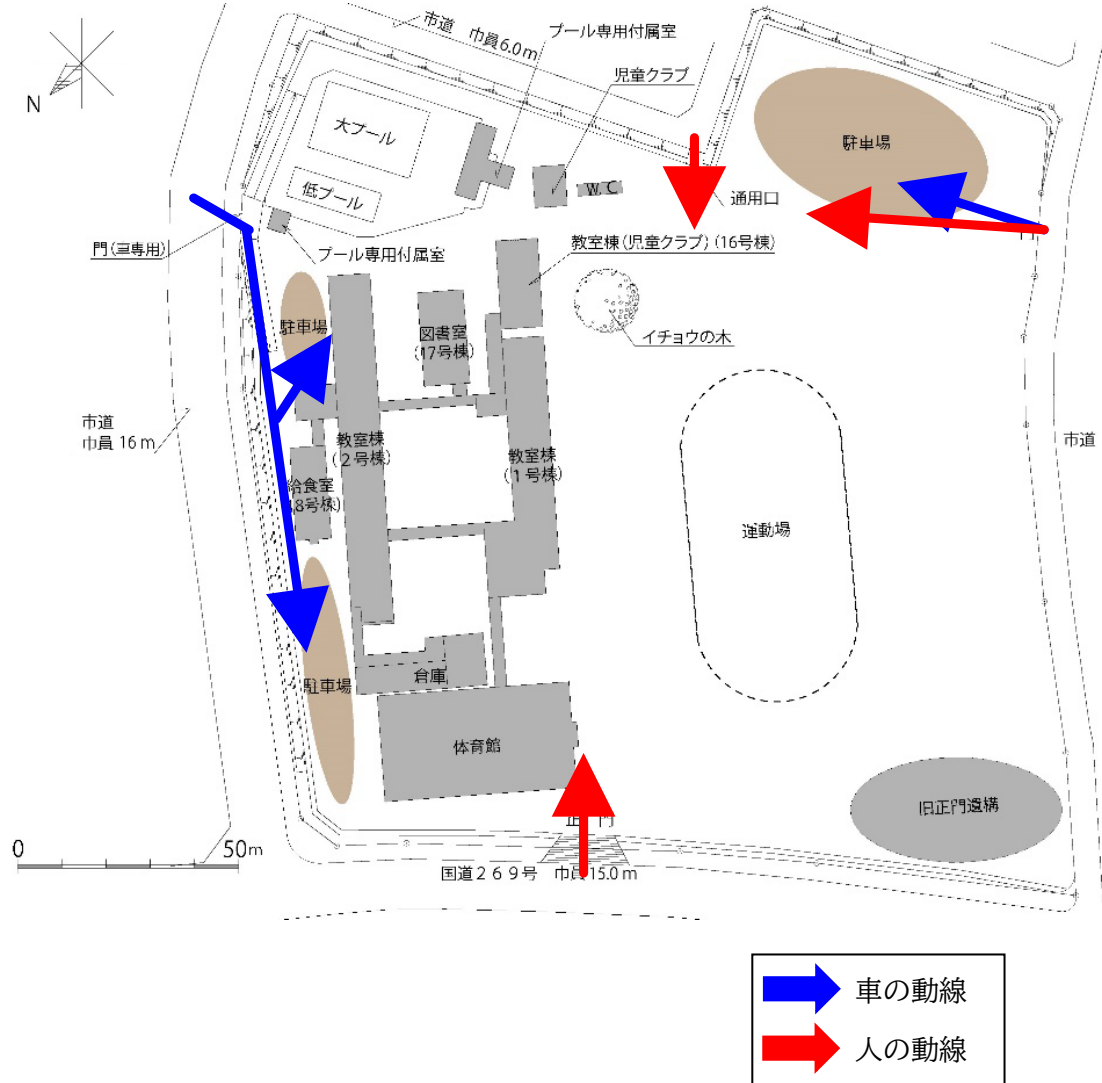 市道 巾員6.0m
プール専用付属室
児童クラブ
N
大プール
駐車場
低プール
W.C
通用口
門(車専用)
プール専用付属室
教室棟(児童クラブ)(16号棟)
駐車場
図書室
(17号棟)
イチョウの木
市道
巾員 16m
教室棟
(2号棟)
教室棟
(1号棟)
市道
給食室
(18号棟)
運動場
駐車場
倉庫
体育館
旧正門遺構
正門
0
50m
国道269号 巾員15.0m
車の動線
人の動線